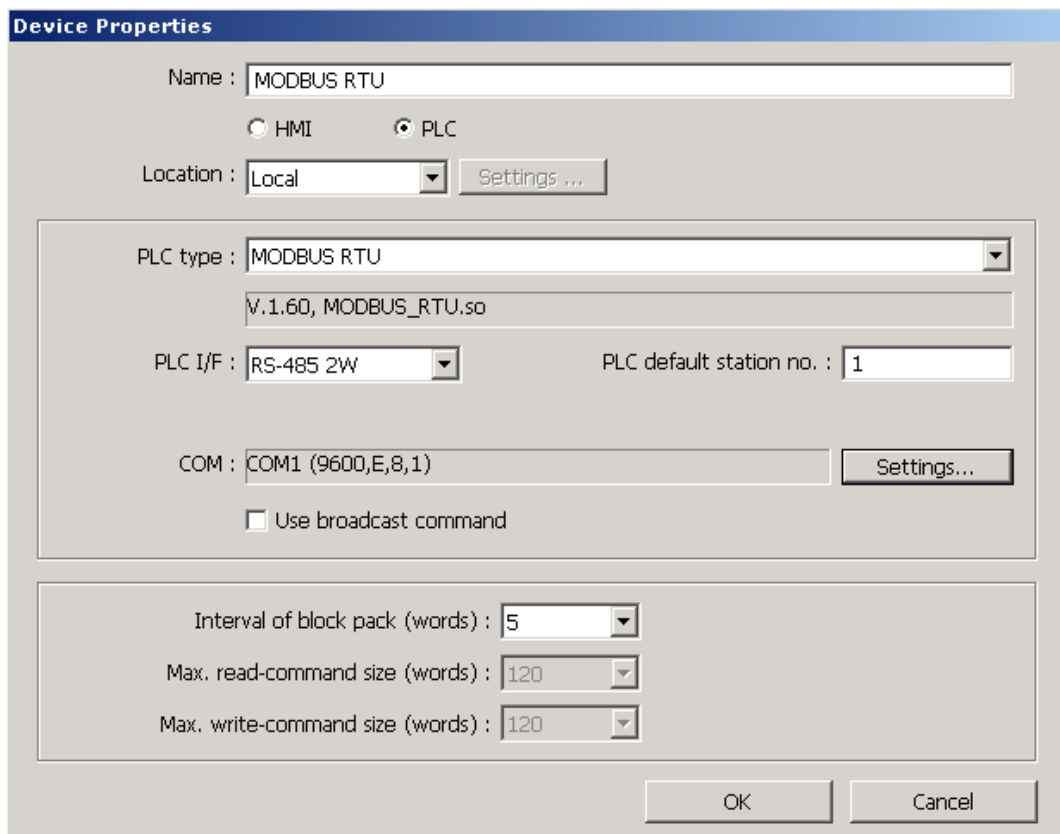 Device Properties
Name : MODBUS RTU
HMI PLC
Location : Local Settings ...
PLC type : MODBUS RTU
V.1.60, MODBUS_RTU.so
PLC I/F : RS-485 2W PLC default station no. : 1
COM : COM1 (9600,E,8,1) Settings...
Use broadcast command
Interval of block pack (words) : 5
Max. read-command size (words) : 120
Max. write-command size (words) : 120
OK Cancel